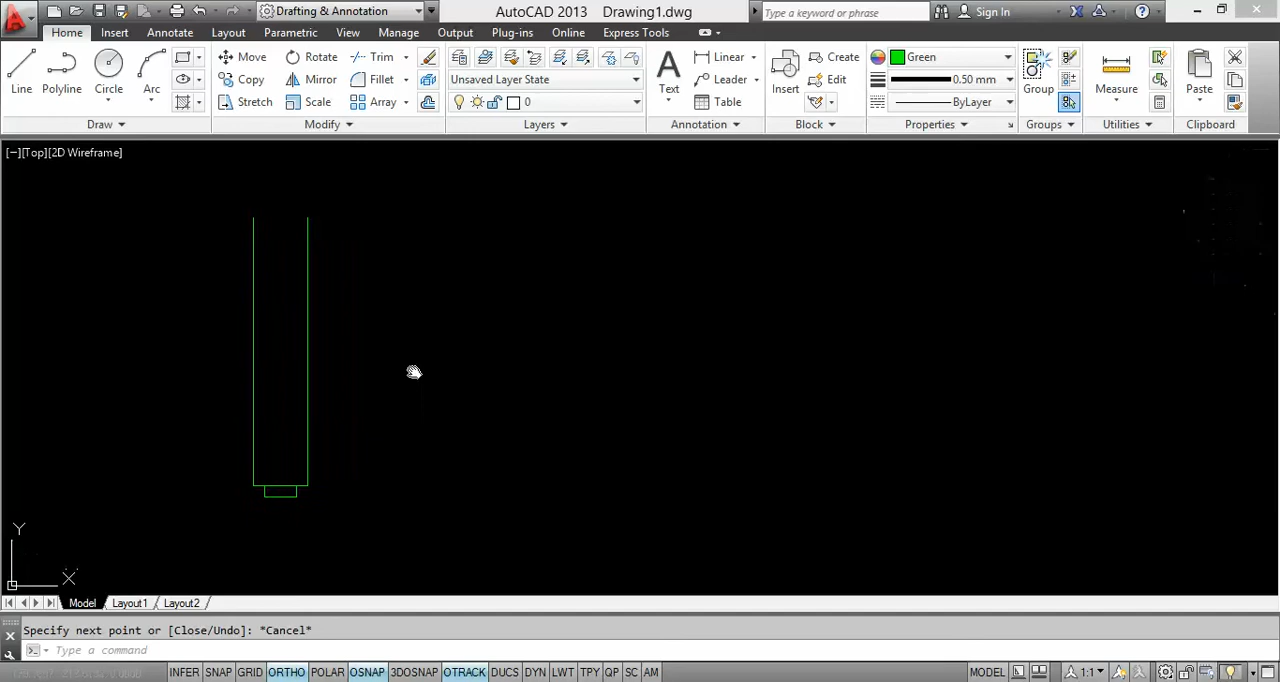 Drafting & Annotation AutoCAD 2013 Drawing1.dwg Type a keyword or phrase Sign In
Home Insert Annotate Layout Parametric View Manage Output Plug-ins Online Express Tools
Line Polyline Circle Arc Move Rotate Trim Text Linear Insert Create Green Group Measure Paste
Copy Mirror Fillet Unsaved Layer State Leader Edit 0.50 mm
Stretch Scale Array 0 Table ByLayer
Draw Modify Layers Annotation Block Properties Groups Utilities Clipboard
[−][Top][2D Wireframe]
Y
X
Model Layout1 Layout2
Specify next point or [Close/Undo]: *Cancel*
Type a command
INFER SNAP GRID ORTHO POLAR OSNAP 3DOSNAP OTRACK DUCS DYN LWT TPY QP SC AM MODEL 1:1